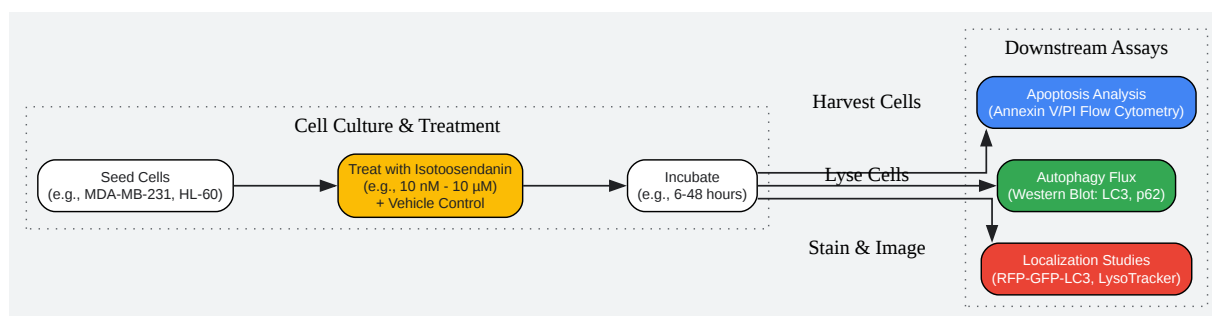 Cell Culture & Treatment
Seed Cells
(e.g., MDA-MB-231, HL-60)
Treat with Isotoosendanin
(e.g., 10 nM - 10 µM)
+ Vehicle Control
Incubate
(e.g., 6-48 hours)
Harvest Cells
Lyse Cells
Stain & Image
Downstream Assays
Apoptosis Analysis
(Annexin V/PI Flow Cytometry)
Autophagy Flux
(Western Blot: LC3, p62)
Localization Studies
(RFP-GFP-LC3, LysoTracker)